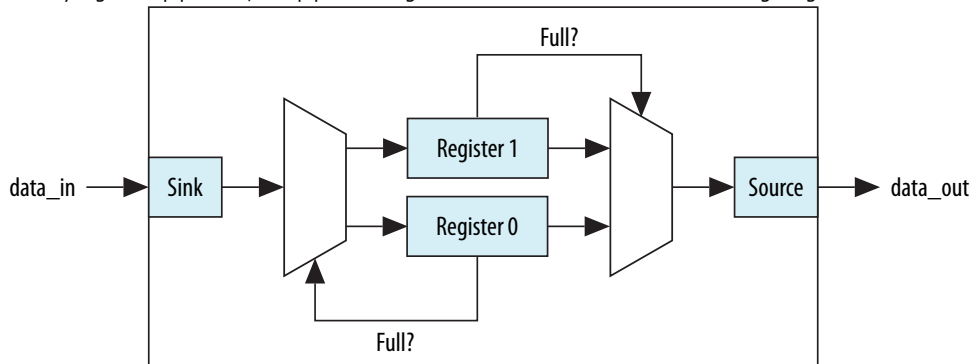 Full?
Register 1
data_in
Sink
Source
data_out
Register 0
Full?